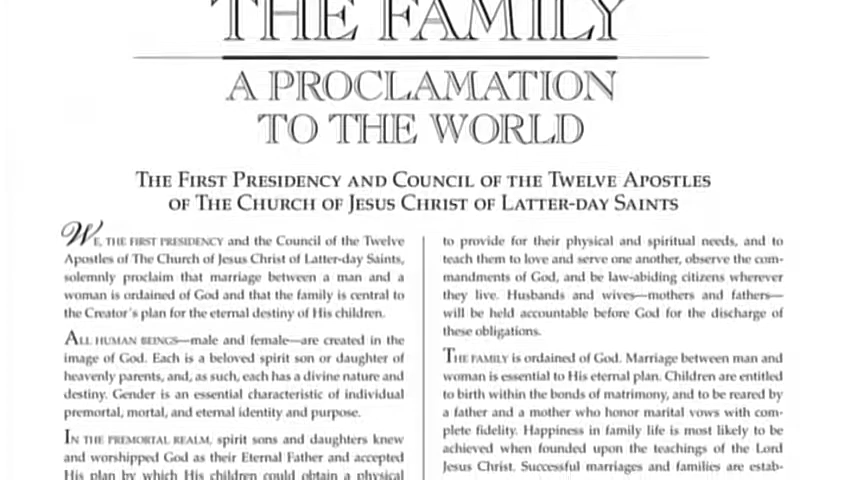 THE FAMILY
A PROCLAMATION
TO THE WORLD
THE FIRST PRESIDENCY AND COUNCIL OF THE TWELVE APOSTLES
OF THE CHURCH OF JESUS CHRIST OF LATTER-DAY SAINTS
WE, THE FIRST PRESIDENCY and the Council of the Twelve
Apostles of The Church of Jesus Christ of Latter-day Saints,
solemnly proclaim that marriage between a man and a
woman is ordained of God and that the family is central to
the Creator's plan for the eternal destiny of His children.
ALL HUMAN BEINGS—male and female—are created in the
image of God. Each is a beloved spirit son or daughter of
heavenly parents, and, as such, each has a divine nature and
destiny. Gender is an essential characteristic of individual
premortal, mortal, and eternal identity and purpose.
IN THE PREMORTAL REALM, spirit sons and daughters knew
and worshipped God as their Eternal Father and accepted
His plan by which His children could obtain a physical
to provide for their physical and spiritual needs, and to
teach them to love and serve one another, observe the com-
mandments of God, and be law-abiding citizens wherever
they live. Husbands and wives—mothers and fathers—
will be held accountable before God for the discharge of
these obligations.
THE FAMILY is ordained of God. Marriage between man and
woman is essential to His eternal plan. Children are entitled
to birth within the bonds of matrimony, and to be reared by
a father and a mother who honor marital vows with com-
plete fidelity. Happiness in family life is most likely to be
achieved when founded upon the teachings of the Lord
Jesus Christ. Successful marriages and families are estab-